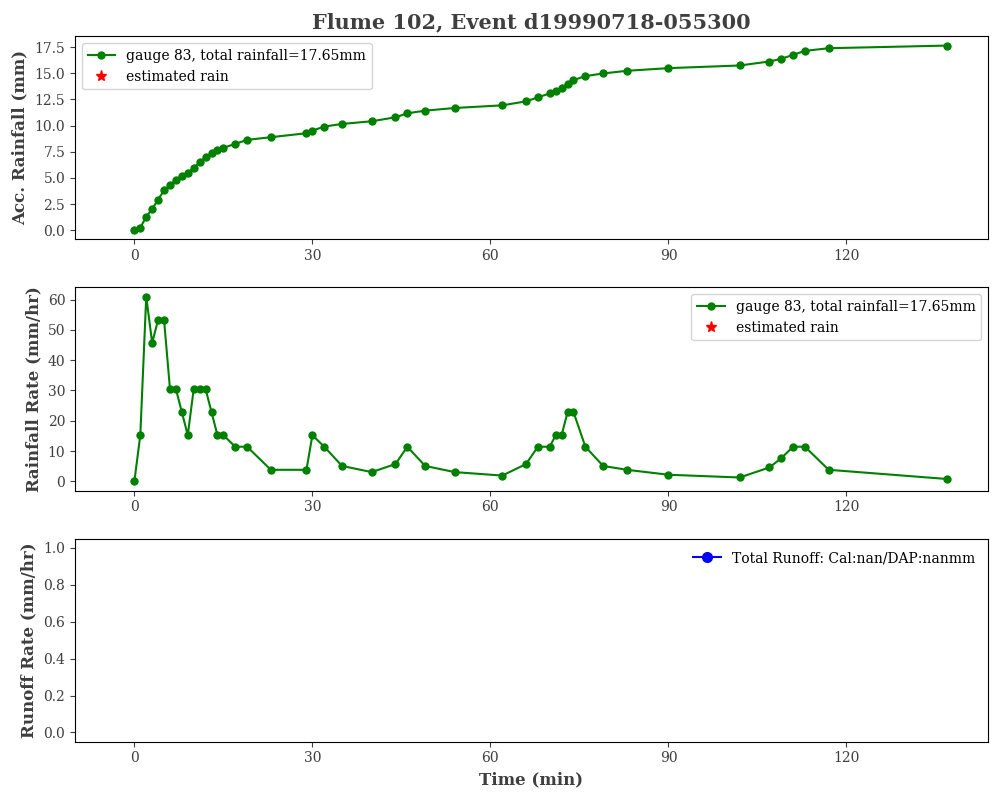 Flume 102, Event d19990718-055300
Acc. Rainfall (mm)
17.5
15.0
12.5
10.0
7.5
5.0
2.5
0.0
gauge 83, total rainfall=17.65mm
estimated rain
0 30 60 90 120
Rainfall Rate (mm/hr)
60
50
40
30
20
10
0
gauge 83, total rainfall=17.65mm
estimated rain
0 30 60 90 120
Runoff Rate (mm/hr)
1.0
0.8
0.6
0.4
0.2
0.0
Total Runoff: Cal:nan/DAP:nanmm
0 30 60 90 120
Time (min)